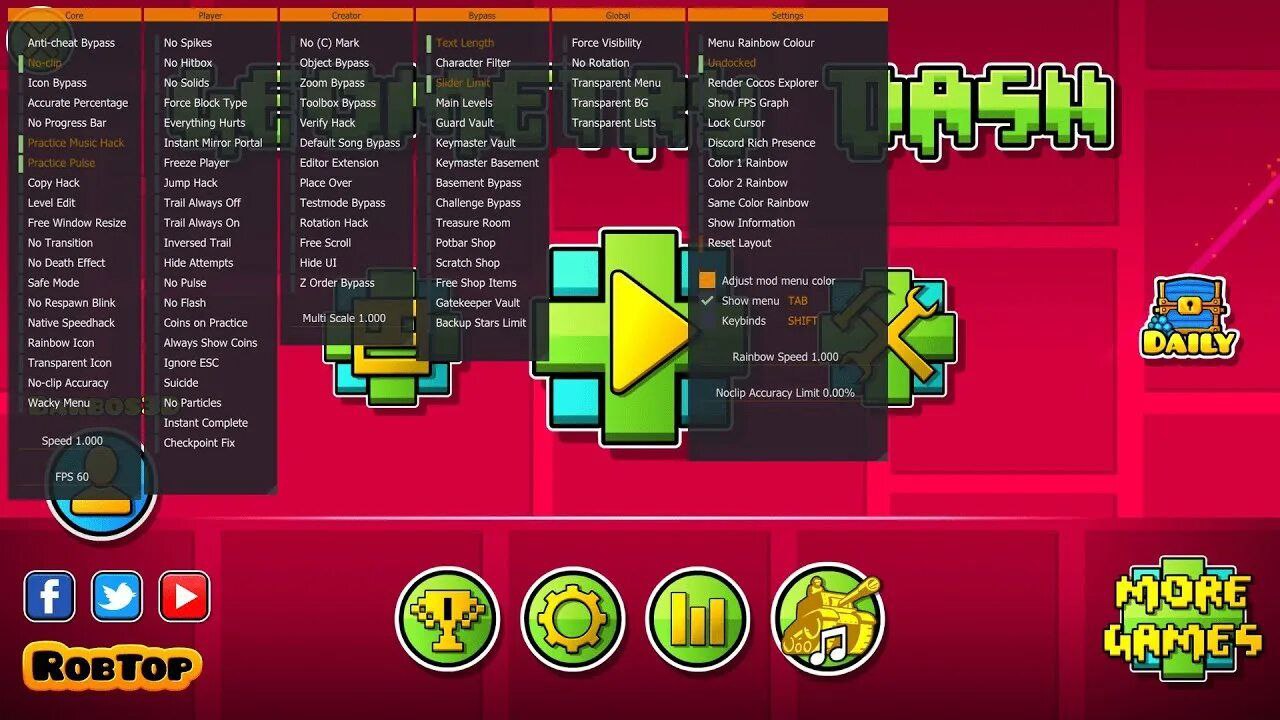 Core
Anti-cheat Bypass
No-clip
Icon Bypass
Accurate Percentage
No Progress Bar
Practice Music Hack
Practice Pulse
Copy Hack
Level Edit
Free Window Resize
No Transition
No Death Effect
Safe Mode
No Respawn Blink
Native Speedhack
Rainbow Icon
Transparent Icon
No-clip Accuracy
Wacky Menu
Speed 1.000
FPS 60
Player
No Spikes
No Hitbox
No Solids
Force Block Type
Everything Hurts
Instant Mirror Portal
Freeze Player
Jump Hack
Trail Always Off
Trail Always On
Inversed Trail
Hide Attempts
No Pulse
No Flash
Coins on Practice
Always Show Coins
Ignore ESC
Suicide
No Particles
Instant Complete
Checkpoint Fix
Creator
No (C) Mark
Object Bypass
Zoom Bypass
Toolbox Bypass
Verify Hack
Default Song Bypass
Editor Extension
Place Over
Testmode Bypass
Rotation Hack
Free Scroll
Hide UI
Z Order Bypass
Multi Scale 1.000
Bypass
Text Length
Character Filter
Slider Limit
Main Levels
Guard Vault
Keymaster Vault
Keymaster Basement
Basement Bypass
Challenge Bypass
Treasure Room
Potbar Shop
Scratch Shop
Free Shop Items
Gatekeeper Vault
Backup Stars Limit
Global
Force Visibility
No Rotation
Transparent Menu
Transparent BG
Transparent Lists
Settings
Menu Rainbow Colour
Undocked
Render Cocos Explorer
Show FPS Graph
Lock Cursor
Discord Rich Presence
Color 1 Rainbow
Color 2 Rainbow
Same Color Rainbow
Show Information
Reset Layout
Adjust mod menu color
Show menu TAB
Keybinds SHIFT
Rainbow Speed 1.000
Noclip Accuracy Limit 0.00%
DASH
DAILY
ROBTOP
MORE
GAMES